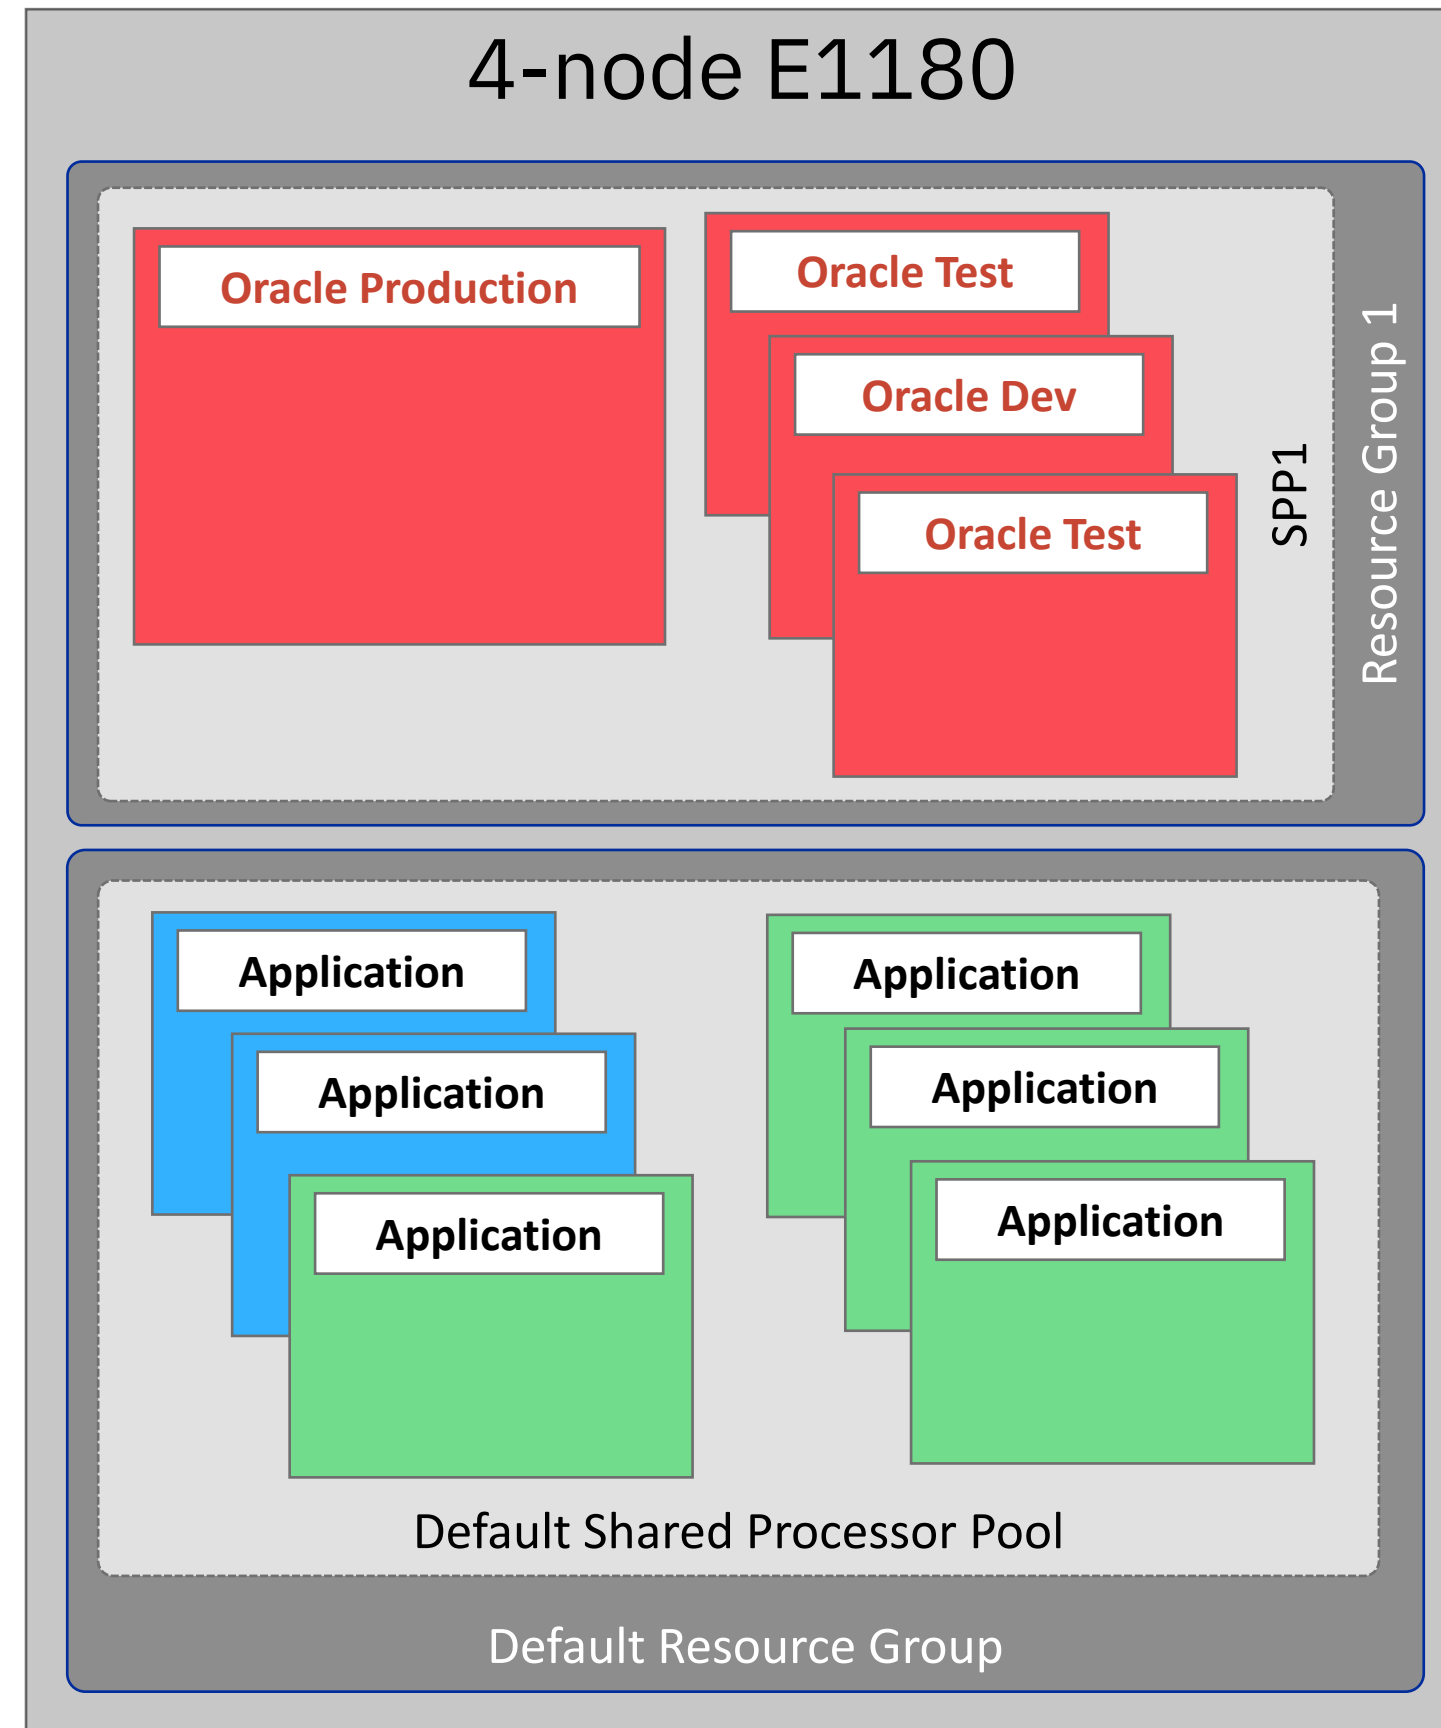 4-node E1180
Oracle Production
Oracle Test
Oracle Dev
Oracle Test
SPP1
Resource Group 1
Application
Application
Application
Application
Application
Application
Default Shared Processor Pool
Default Resource Group